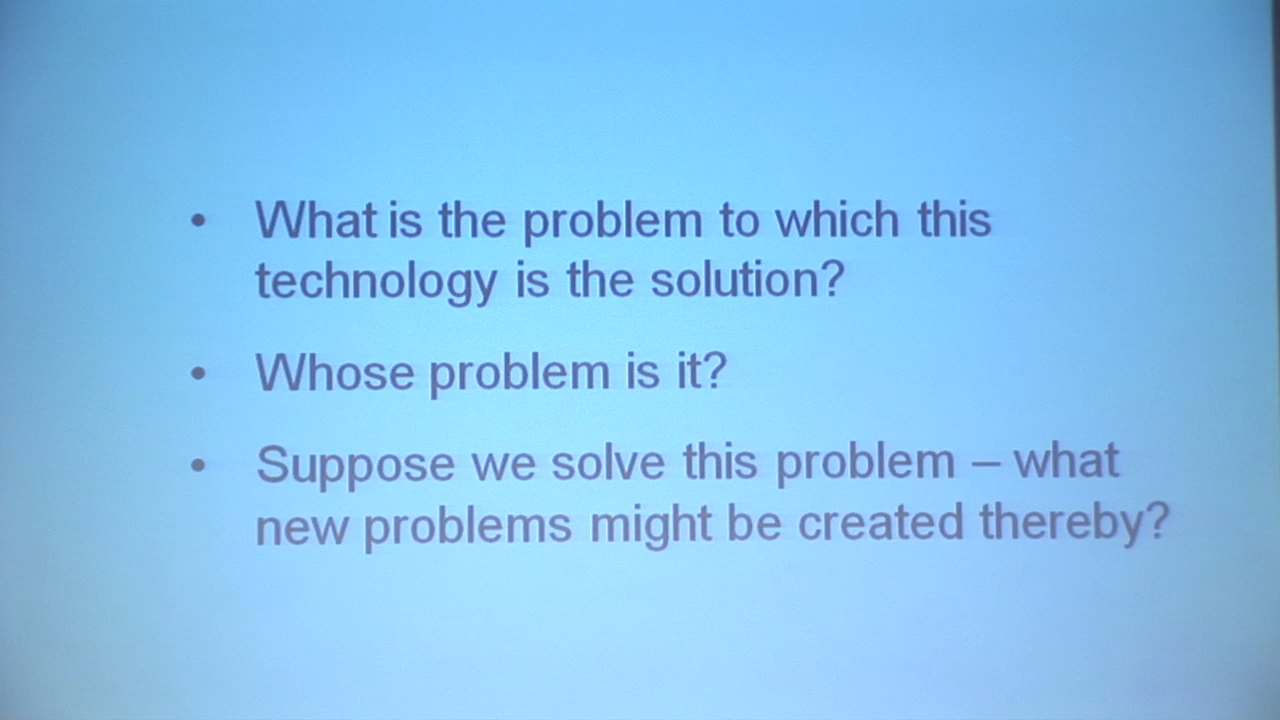 • What is the problem to which this
technology is the solution?
• Whose problem is it?
• Suppose we solve this problem – what
new problems might be created thereby?